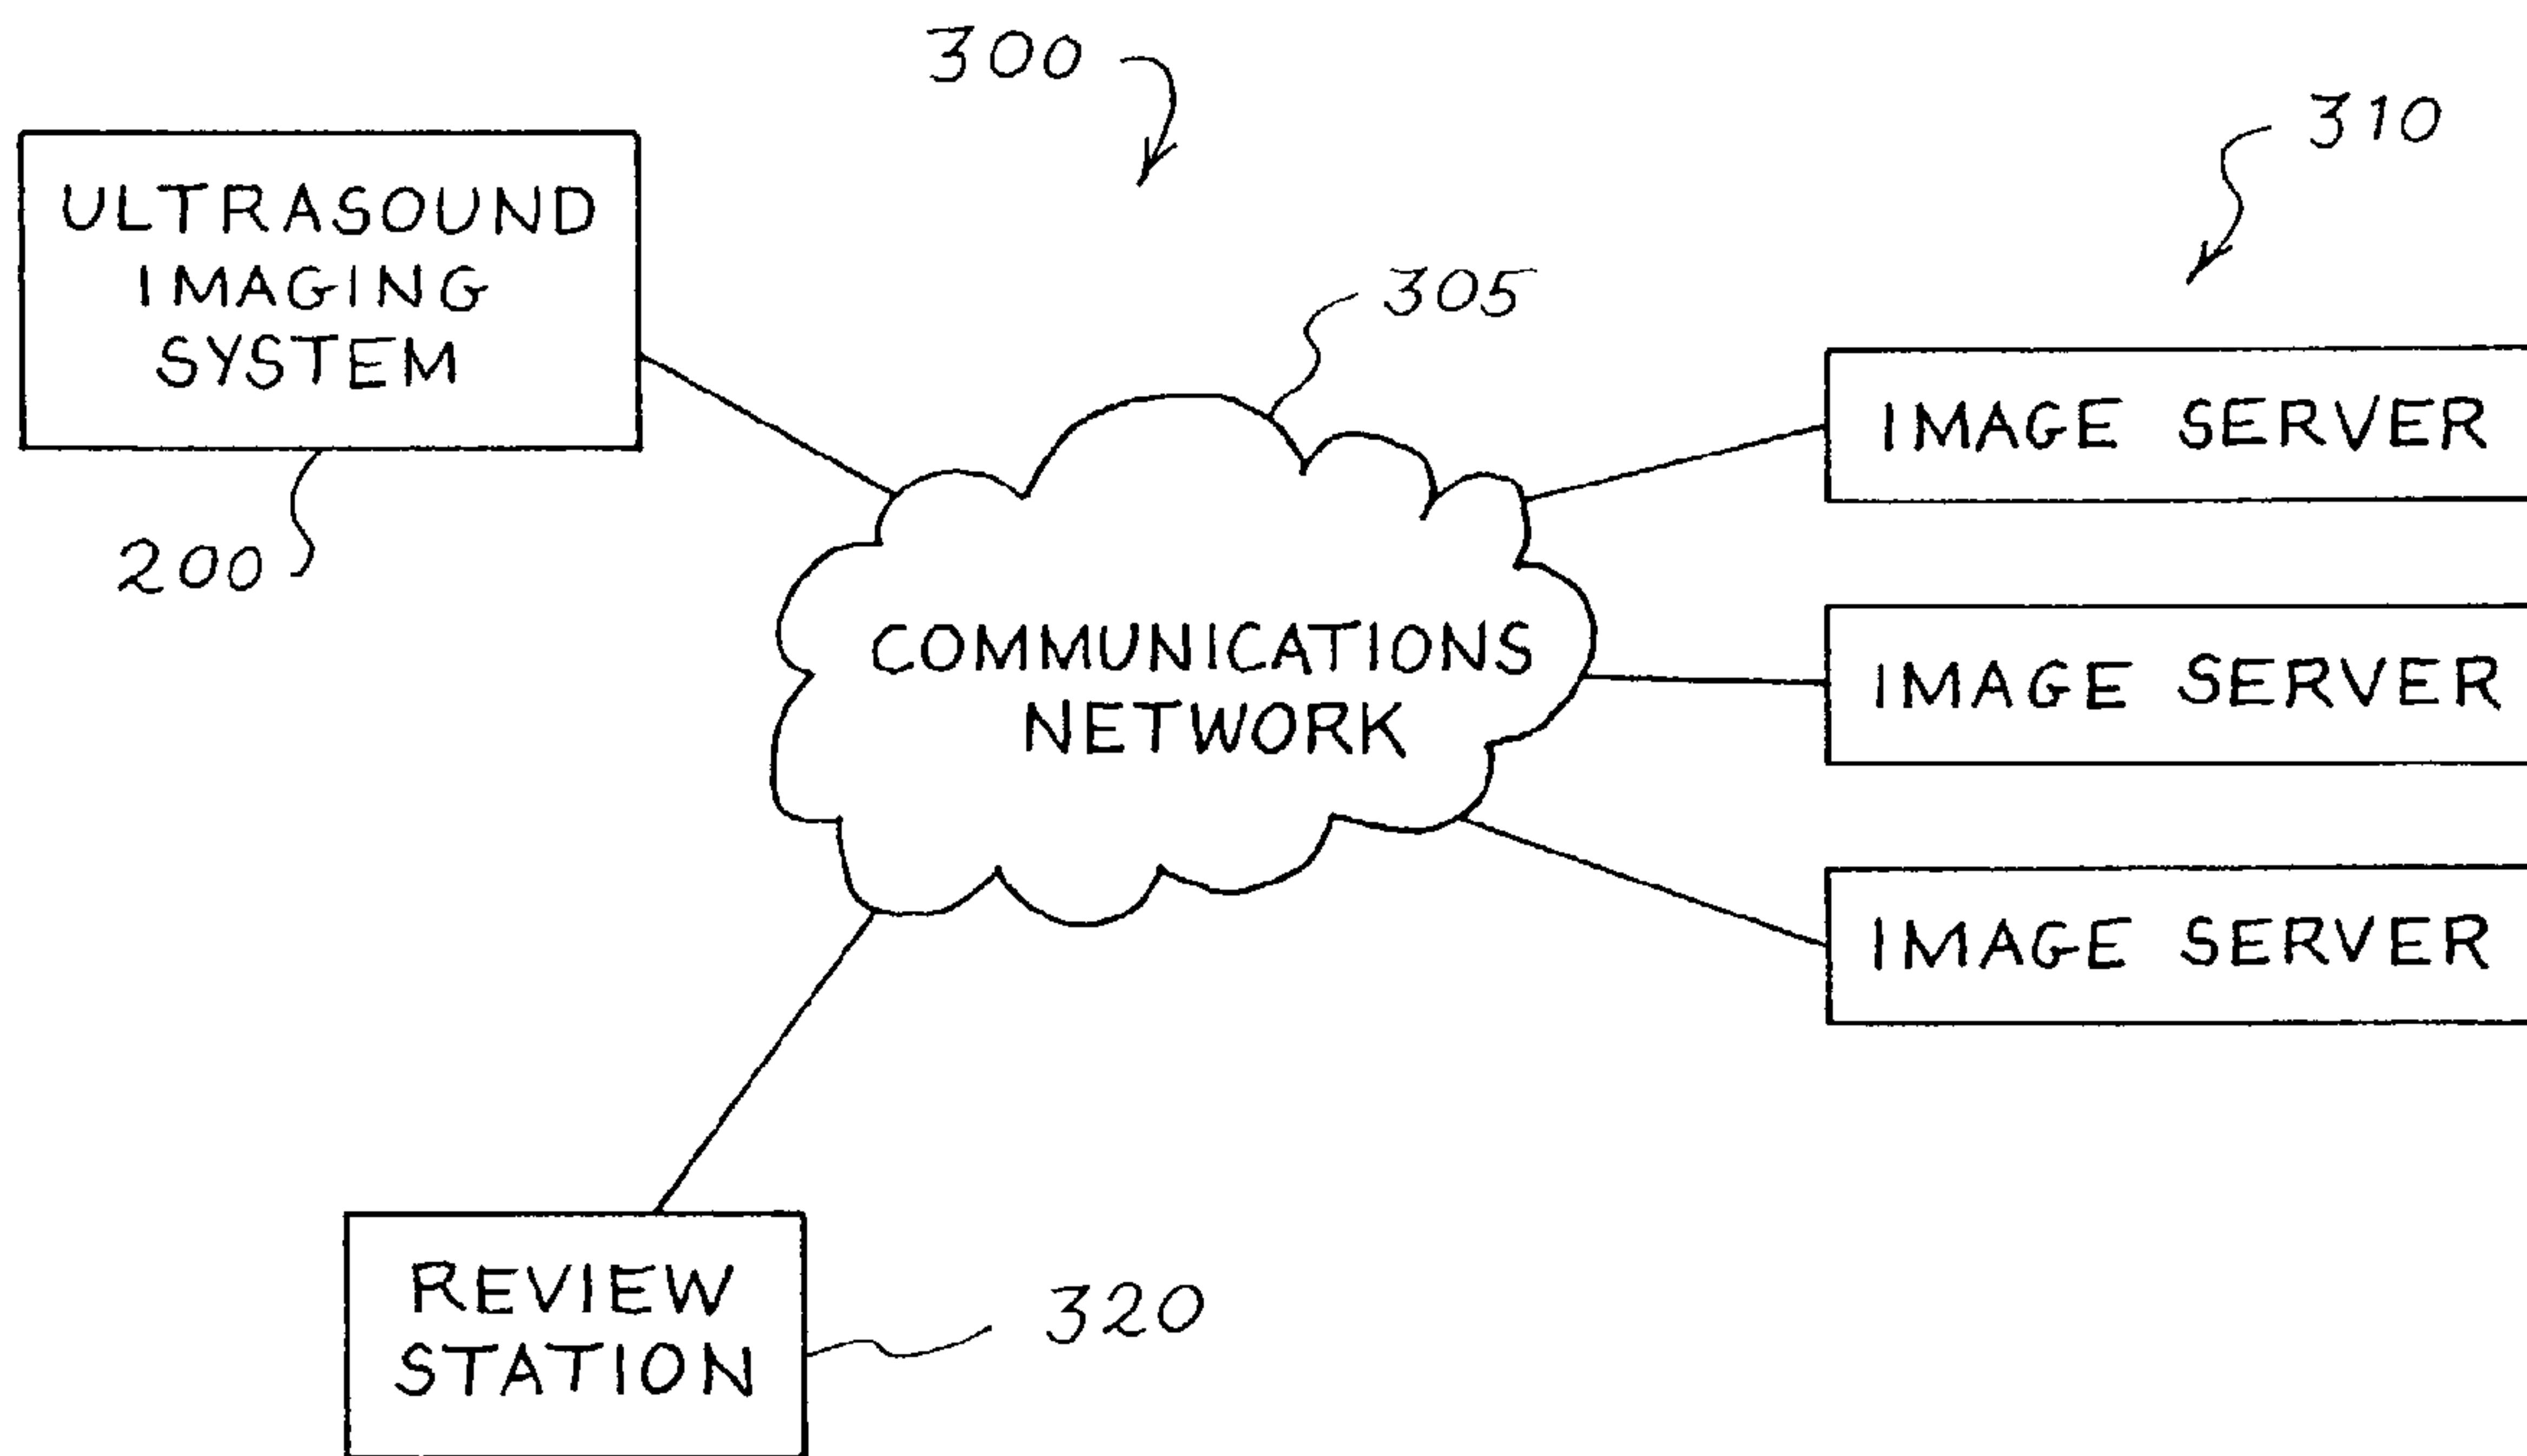 300
310
ULTRASOUND
IMAGING
SYSTEM
200
305
IMAGE SERVER
COMMUNICATIONS
NETWORK
IMAGE SERVER
IMAGE SERVER
REVIEW
STATION
320